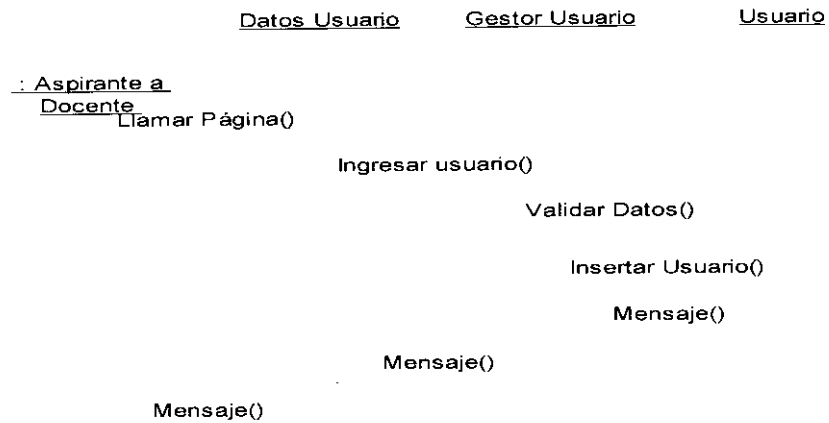 Datos Usuario Gestor Usuario Usuario
: Aspirante a
Docente
Llamar Página()
Ingresar usuario()
Validar Datos()
Insertar Usuario()
Mensaje()
Mensaje()
Mensaje()